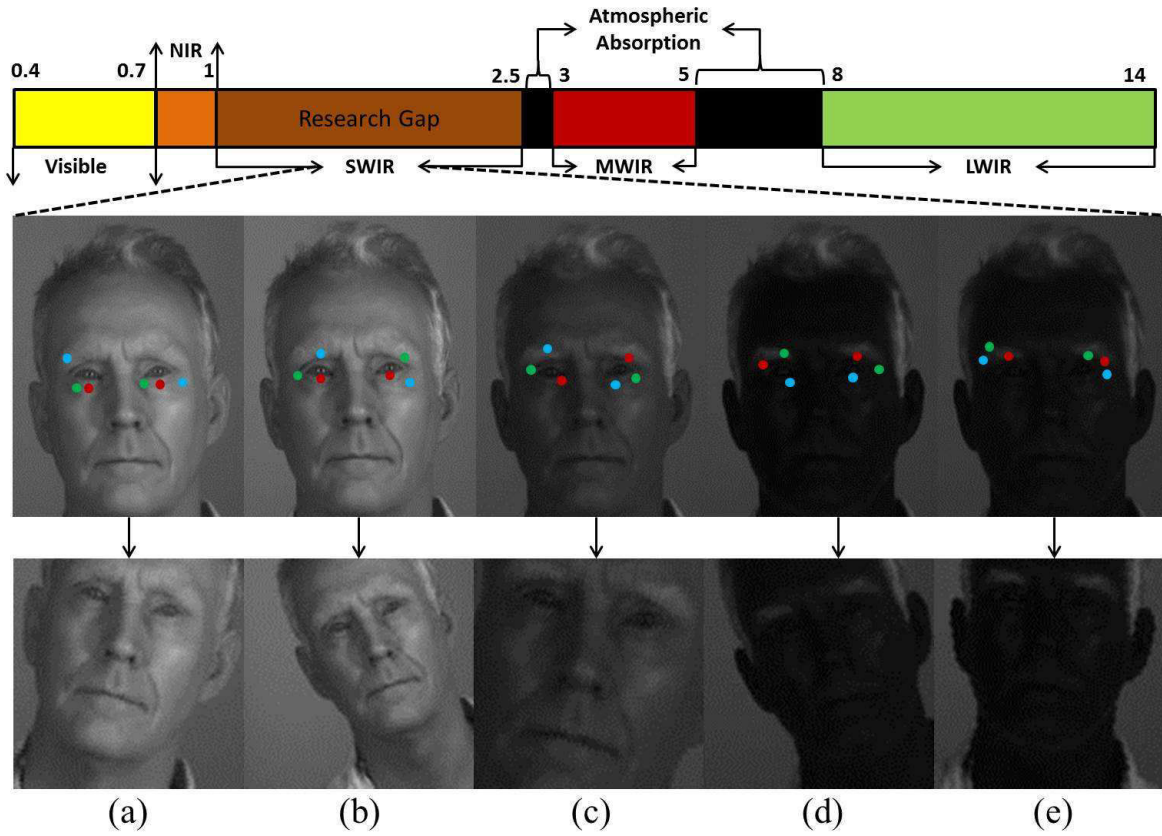 Atmospheric
Absorption
NIR
0.4 0.7 1 2.5 3 5 8 14
Research Gap
Visible SWIR MWIR LWIR
(a) (b) (c) (d) (e)